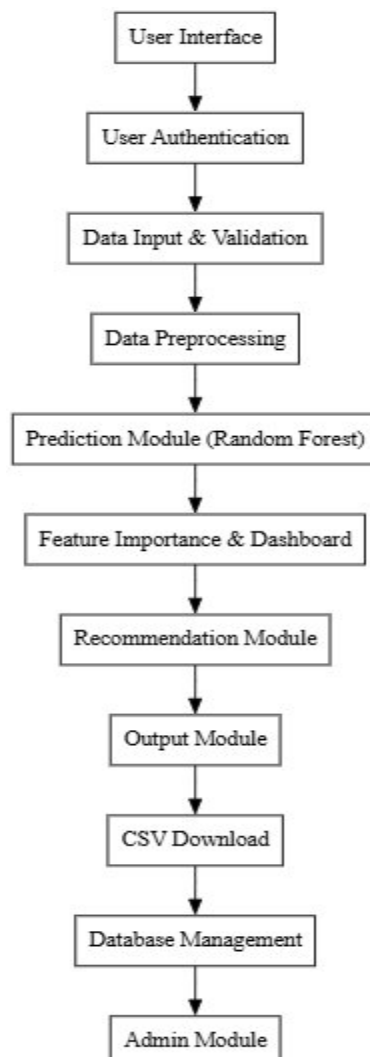 User Interface
User Authentication
Data Input & Validation
Data Preprocessing
Prediction Module (Random Forest)
Feature Importance & Dashboard
Recommendation Module
Output Module
CSV Download
Database Management
Admin Module